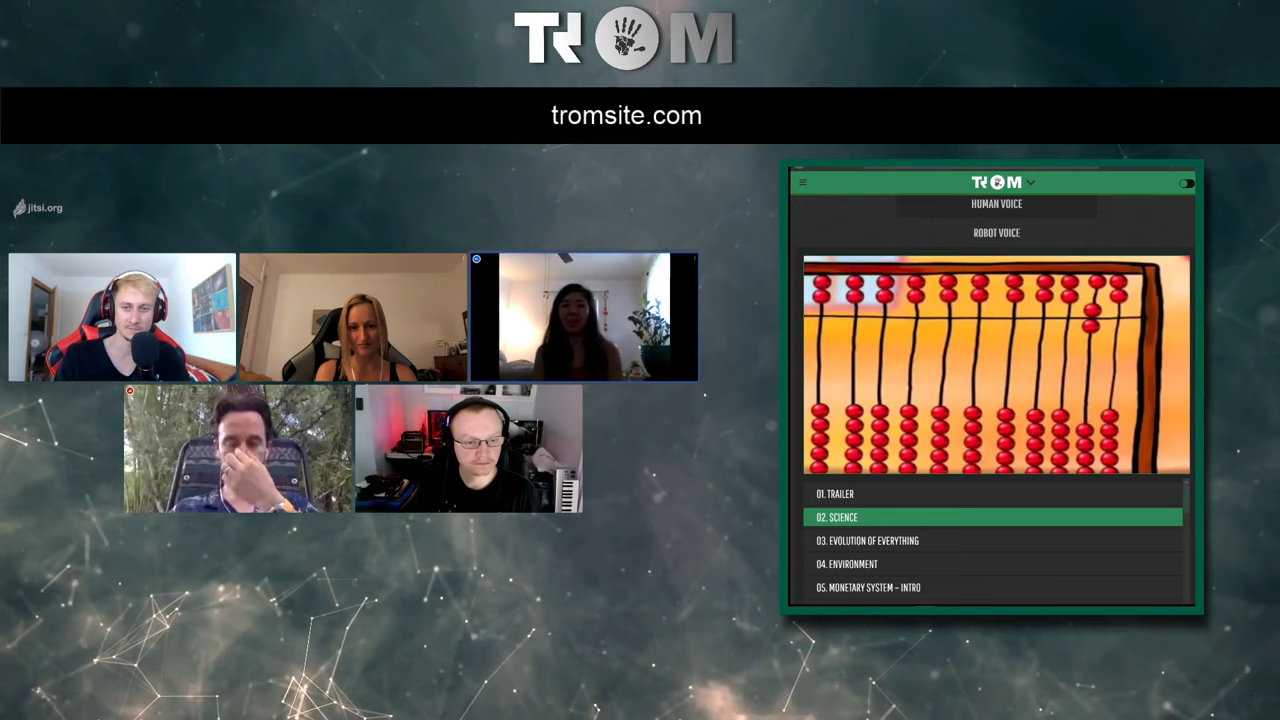 TROM
tromsite.com
jitsi.org
TROM
HUMAN VOICE
ROBOT VOICE
01. TRAILER
02. SCIENCE
03. EVOLUTION OF EVERYTHING
04. ENVIRONMENT
05. MONETARY SYSTEM – INTRO